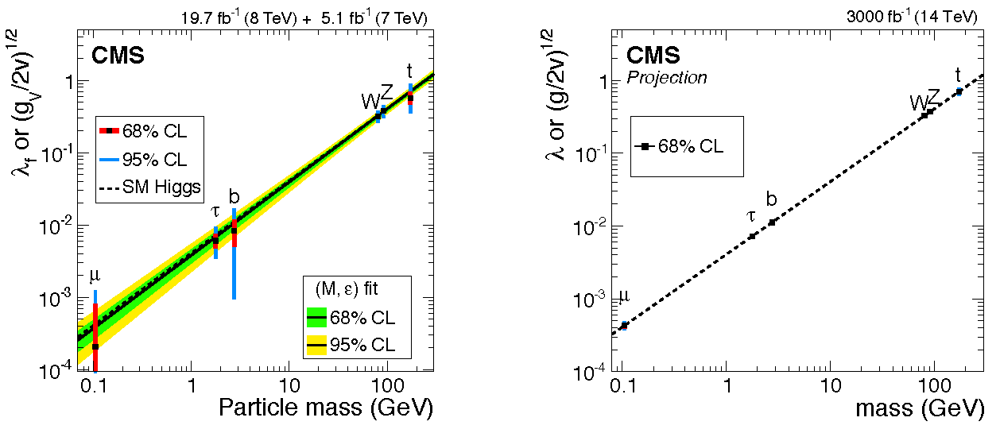 19.7 fb⁻¹ (8 TeV) + 5.1 fb⁻¹ (7 TeV)
CMS
λf or (gV/2v)^1/2
1
10⁻¹
10⁻²
10⁻³
10⁻⁴
68% CL
95% CL
SM Higgs
μ
τ
b
W
Z
t
(M, ε) fit
68% CL
95% CL
0.1 1 10 100
Particle mass (GeV)
3000 fb⁻¹ (14 TeV)
CMS
Projection
λ or (g/2v)^1/2
1
10⁻¹
10⁻²
10⁻³
10⁻⁴
68% CL
μ
τ
b
W
Z
t
0.1 1 10 100
mass (GeV)